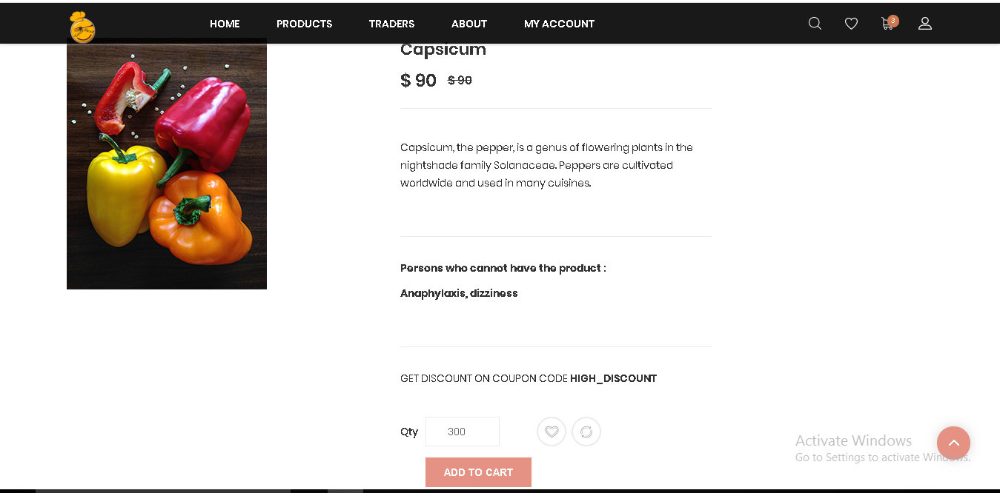 HOME PRODUCTS TRADERS ABOUT MY ACCOUNT
3
Capsicum
$ 90 $ 90
Capsicum, the pepper, is a genus of flowering plants in the
nightshade family Solanaceae. Peppers are cultivated
worldwide and used in many cuisines.
Persons who cannot have the product :
Anaphylaxis, dizziness
GET DISCOUNT ON COUPON CODE HIGH_DISCOUNT
Qty 300
ADD TO CART
Activate Windows
Go to Settings to activate Windows.